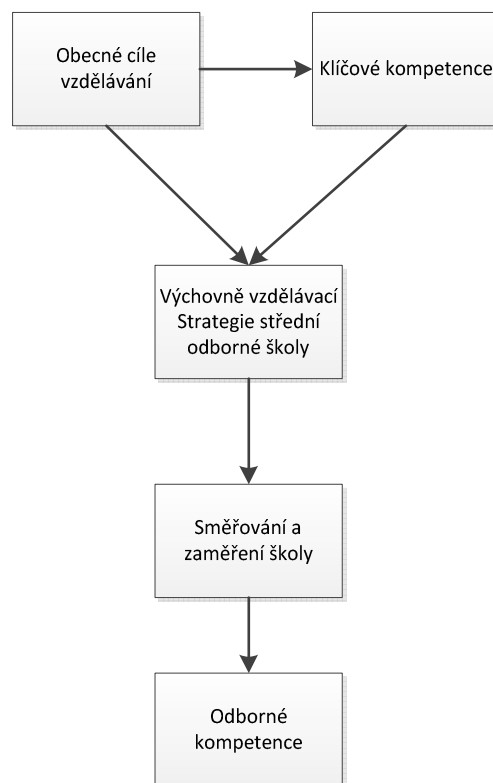 Obecné cíle
vzdělávání
Klíčové kompetence
Výchovně vzdělávací
Strategie střední
odborné školy
Směřování a
zaměření školy
Odborné
kompetence